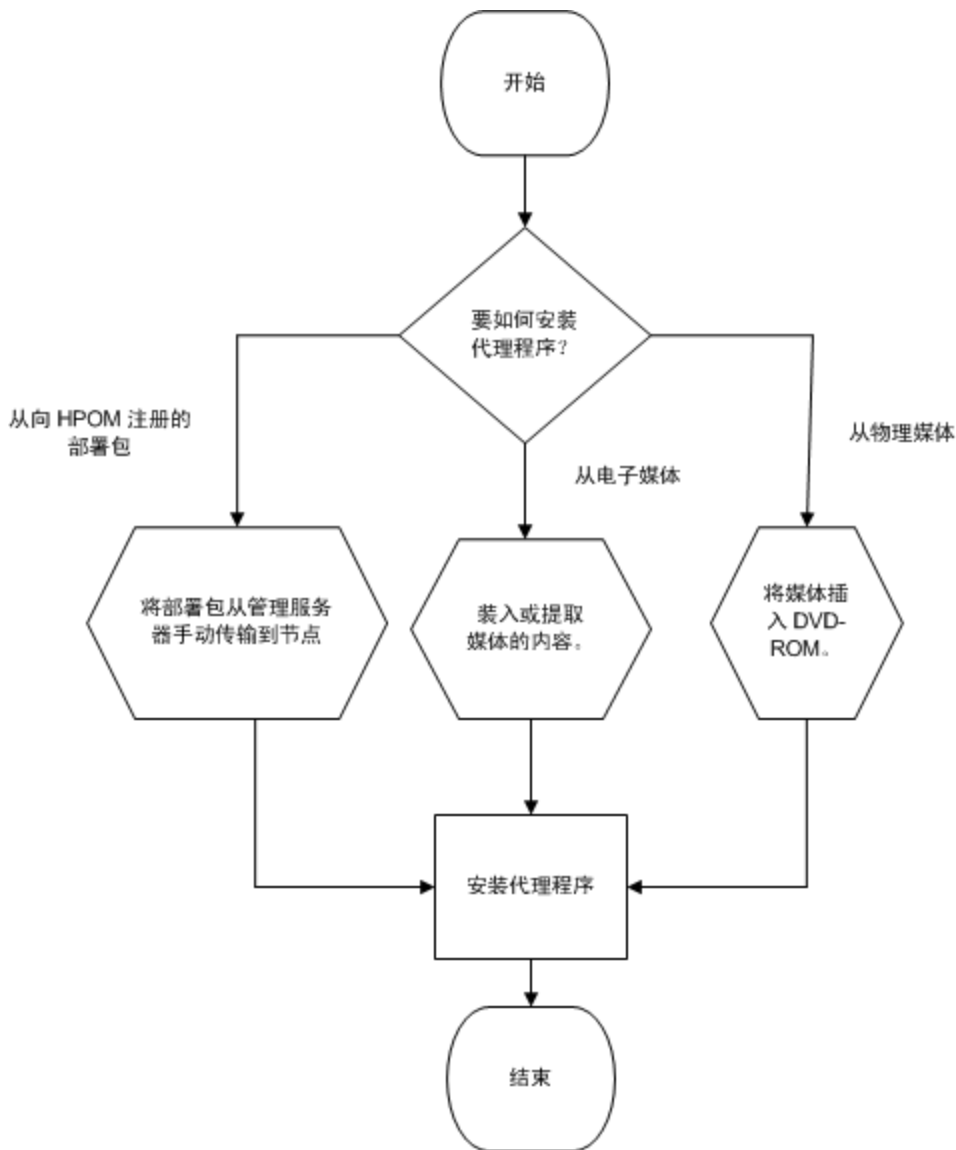 开始
要如何安装
代理程序?
从向 HPOM 注册的
部署包
从电子媒体
从物理媒体
将部署包从管理服务
器手动传输到节点
装入或提取
媒体的内容。
将媒体插
入 DVD-
ROM。
安装代理程序
结束